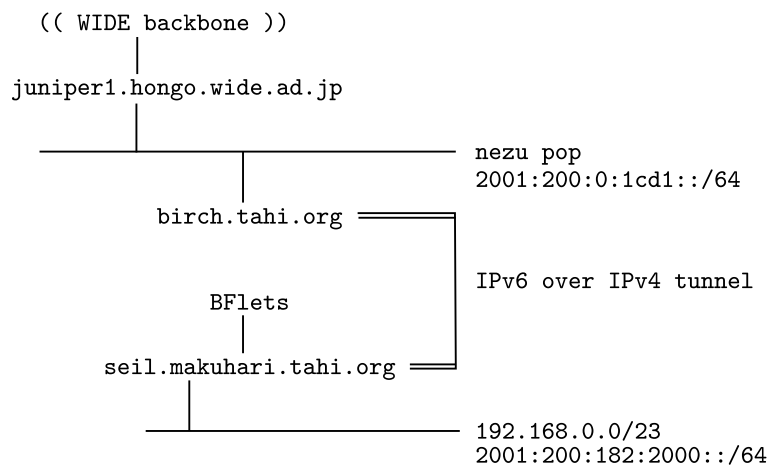 (( WIDE backbone ))
juniper1.hongo.wide.ad.jp
nezu pop
2001:200:0:1cd1::/64
birch.tahi.org
IPv6 over IPv4 tunnel
BFlets
seil.makuhari.tahi.org
192.168.0.0/23
2001:200:182:2000::/64